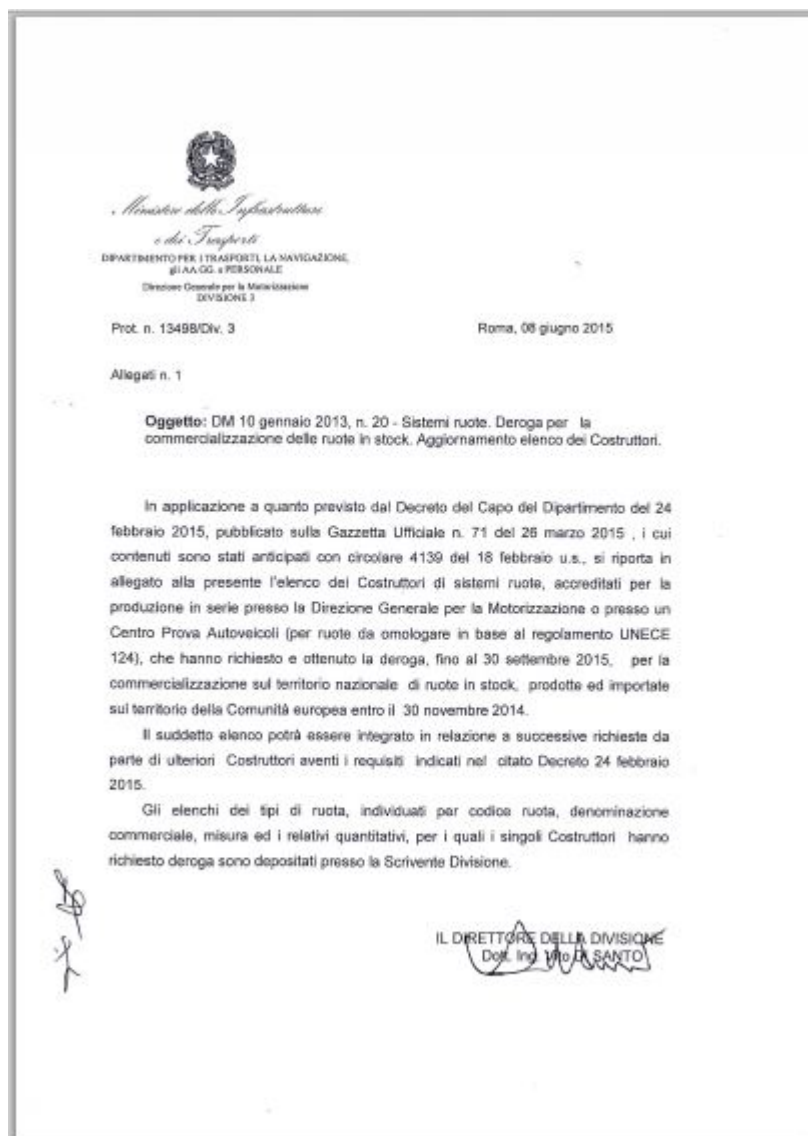 Ministero delle Infrastrutture
e dei Trasporti
DIPARTIMENTO PER I TRASPORTI, LA NAVIGAZIONE,
gli AA.GG. e PERSONALE
Direzione Generale per la Motorizzazione
DIVISIONE 3
Prot. n. 13498/Div. 3
Roma, 08 giugno 2015
Allegati n. 1
Oggetto: DM 10 gennaio 2013, n. 20 - Sistemi ruote. Deroga per la
commercializzazione delle ruote in stock. Aggiornamento elenco dei Costruttori.
In applicazione a quanto previsto dal Decreto del Capo del Dipartimento del 24
febbraio 2015, pubblicato sulla Gazzetta Ufficiale n. 71 del 26 marzo 2015 , i cui
contenuti sono stati anticipati con circolare 4139 del 18 febbraio u.s., si riporta in
allegato alla presente l'elenco dei Costruttori di sistemi ruote, accreditati per la
produzione in serie presso la Direzione Generale per la Motorizzazione o presso un
Centro Prova Autoveicoli (per ruote da omologare in base al regolamento UNECE
124), che hanno richiesto e ottenuto la deroga, fino al 30 settembre 2015, per la
commercializzazione sul territorio nazionale di ruote in stock, prodotte ed importate
sul territorio della Comunità europea entro il 30 novembre 2014.
Il suddetto elenco potrà essere integrato in relazione a successive richieste da
parte di ulteriori Costruttori aventi i requisiti indicati nel citato Decreto 24 febbraio
2015.
Gli elenchi dei tipi di ruota, individuati per codice ruota, denominazione
commerciale, misura ed i relativi quantitativi, per i quali i singoli Costruttori hanno
richiesto deroga sono depositati presso la Scrivente Divisione.
IL DIRETTORE DELLA DIVISIONE
Dott. Ing. Vito DI SANTO